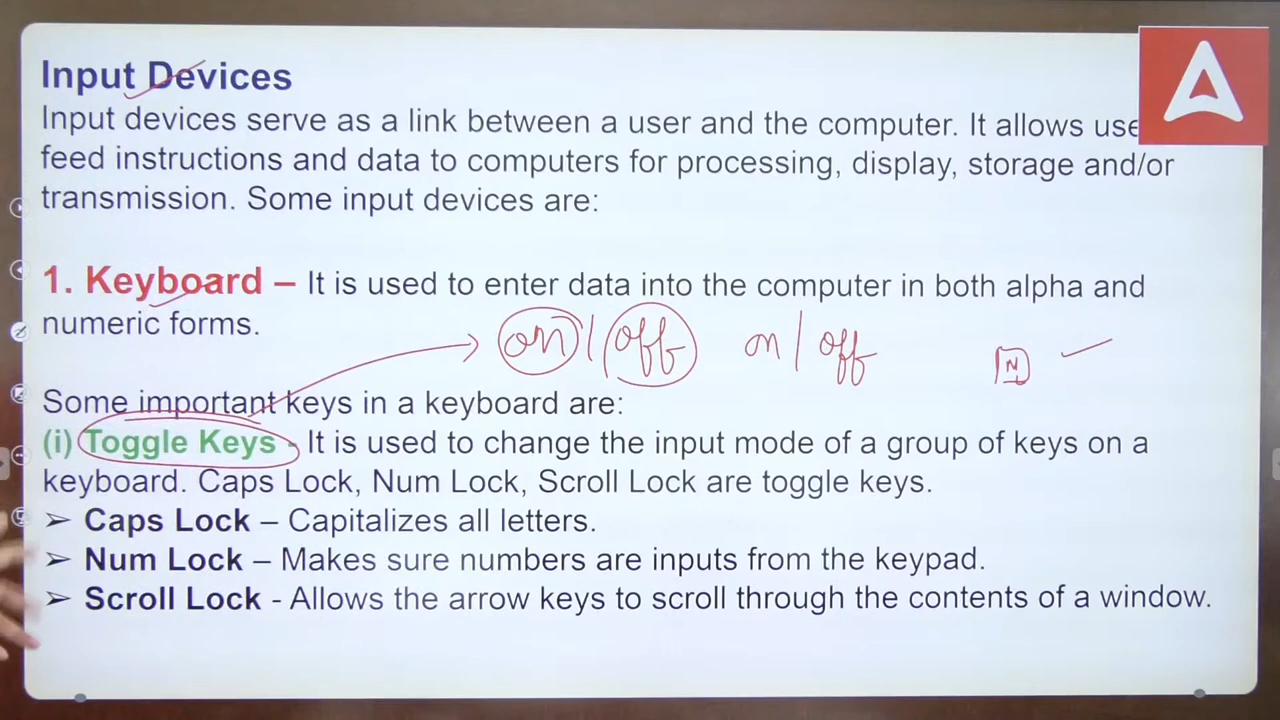 Input Devices
Input devices serve as a link between a user and the computer. It allows use
feed instructions and data to computers for processing, display, storage and/or
transmission. Some input devices are:
1. Keyboard – It is used to enter data into the computer in both alpha and
numeric forms.
on/off on/off N
Some important keys in a keyboard are:
(i) Toggle Keys - It is used to change the input mode of a group of keys on a
keyboard. Caps Lock, Num Lock, Scroll Lock are toggle keys.
➢ Caps Lock – Capitalizes all letters.
➢ Num Lock – Makes sure numbers are inputs from the keypad.
➢ Scroll Lock - Allows the arrow keys to scroll through the contents of a window.